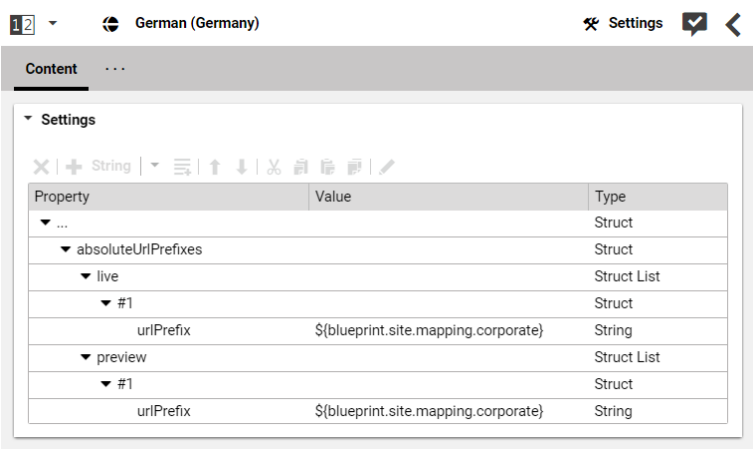 12 German (Germany) Settings
Content ...
Settings
String
Property Value Type
... Struct
absoluteUrlPrefixes Struct
live Struct List
#1 Struct
urlPrefix ${blueprint.site.mapping.corporate} String
preview Struct List
#1 Struct
urlPrefix ${blueprint.site.mapping.corporate} String